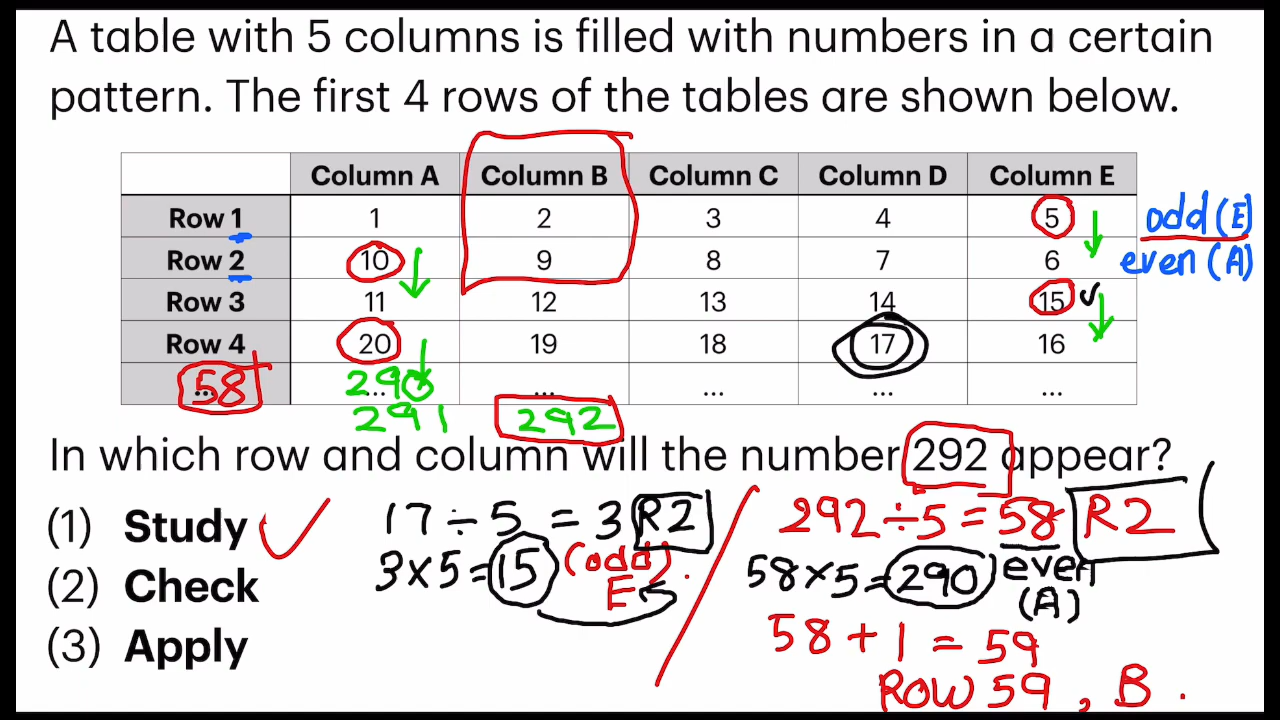 A table with 5 columns is filled with numbers in a certain
pattern. The first 4 rows of the tables are shown below.
Column A Column B Column C Column D Column E
Row 1 1 2 3 4 5 odd (E)
Row 2 10 9 8 7 6 even (A)
Row 3 11 12 13 14 15
Row 4 20 19 18 17 16
58 290 ... ... ... ...
291 292
In which row and column will the number 292 appear?
(1) Study 17 ÷ 5 = 3 R2 292 ÷ 5 = 58 R2
(2) Check 3 × 5 = 15 (odd) E 58 × 5 = 290 even (A)
(3) Apply 58 + 1 = 59
ROW 59 , B .